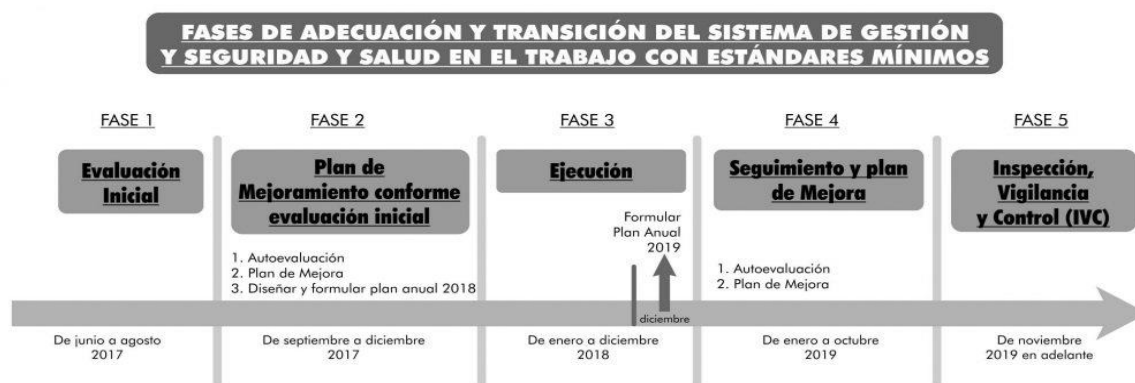 FASES DE ADECUACIÓN Y TRANSICIÓN DEL SISTEMA DE GESTIÓN
Y SEGURIDAD Y SALUD EN EL TRABAJO CON ESTÁNDARES MÍNIMOS
FASE 1
Evaluación
Inicial
De junio a agosto
2017
FASE 2
Plan de
Mejoramiento conforme
evaluación inicial
1. Autoevaluación
2. Plan de Mejora
3. Diseñar y formular plan anual 2018
De septiembre a diciembre
2017
FASE 3
Ejecución
Formular
Plan Anual
2019
diciembre
De enero a diciembre
2018
FASE 4
Seguimiento y plan
de Mejora
1. Autoevaluación
2. Plan de Mejora
De enero a octubre
2019
FASE 5
Inspección,
Vigilancia
y Control (IVC)
De noviembre
2019 en adelante